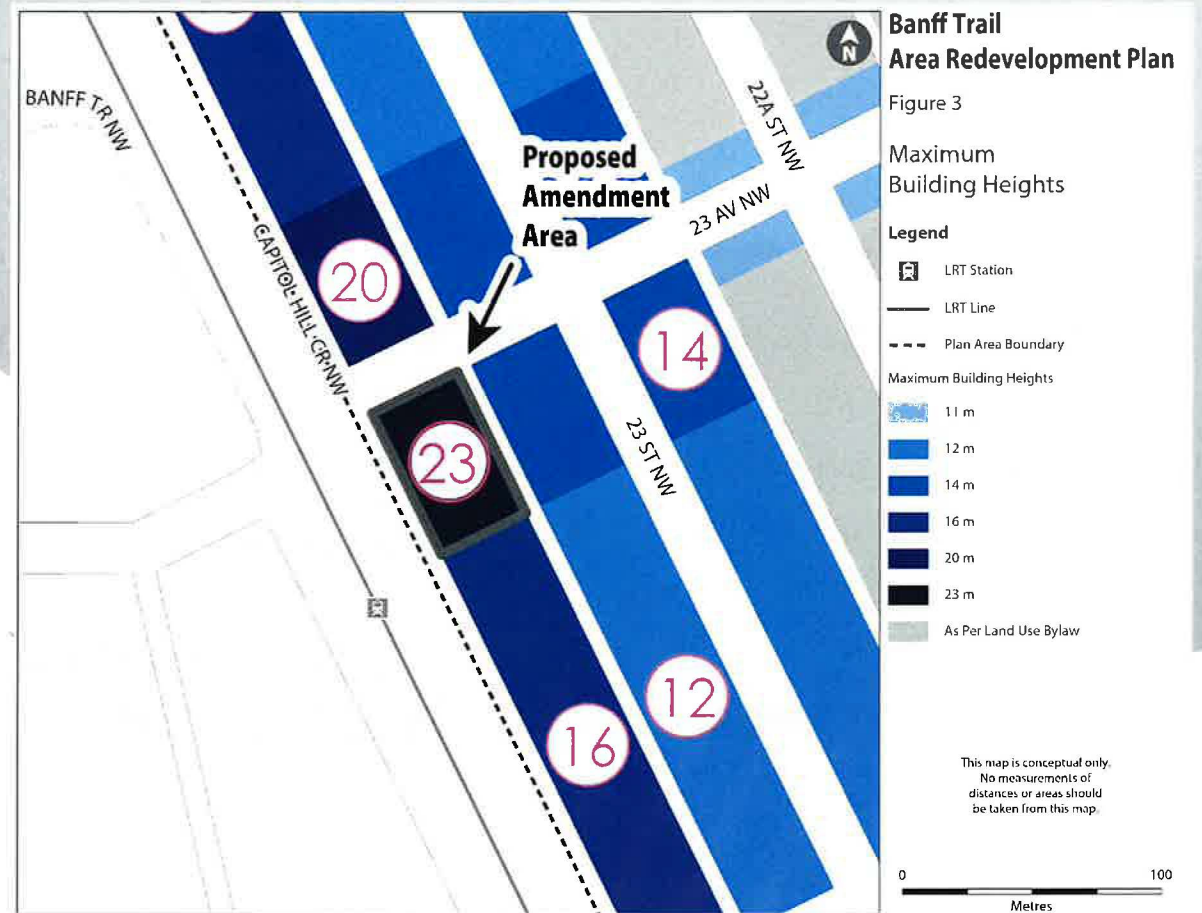 BANFF TR NW
CAPITOL HILL CR NW
20
Proposed
Amendment
Area
22A ST NW
23 AV NW
14
23
23 ST NW
12
16
N
Banff Trail
Area Redevelopment Plan
Figure 3
Maximum
Building Heights
Legend
LRT Station
LRT Line
Plan Area Boundary
Maximum Building Heights
11 m
12 m
14 m
16 m
20 m
23 m
As Per Land Use Bylaw
This map is conceptual only.
No measurements of
distances or areas should
be taken from this map.
0 100
Metres